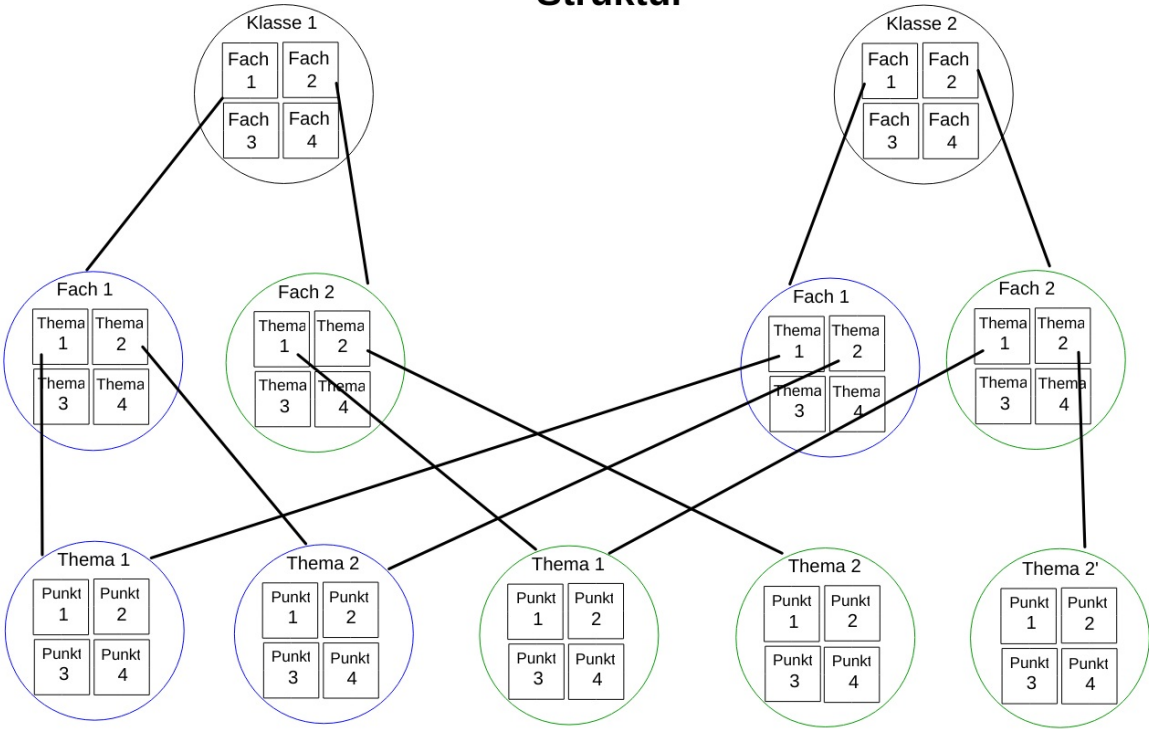 Struktur
Klasse 1
Fach 1
Fach 2
Fach 3
Fach 4
Klasse 2
Fach 1
Fach 2
Fach 3
Fach 4
Fach 1
Thema 1
Thema 2
Thema 3
Thema 4
Fach 2
Thema 1
Thema 2
Thema 3
Thema 4
Fach 1
Thema 1
Thema 2
Thema 3
Thema 4
Fach 2
Thema 1
Thema 2
Thema 3
Thema 4
Thema 1
Punkt 1
Punkt 2
Punkt 3
Punkt 4
Thema 2
Punkt 1
Punkt 2
Punkt 3
Punkt 4
Thema 1
Punkt 1
Punkt 2
Punkt 3
Punkt 4
Thema 2
Punkt 1
Punkt 2
Punkt 3
Punkt 4
Thema 2'
Punkt 1
Punkt 2
Punkt 3
Punkt 4